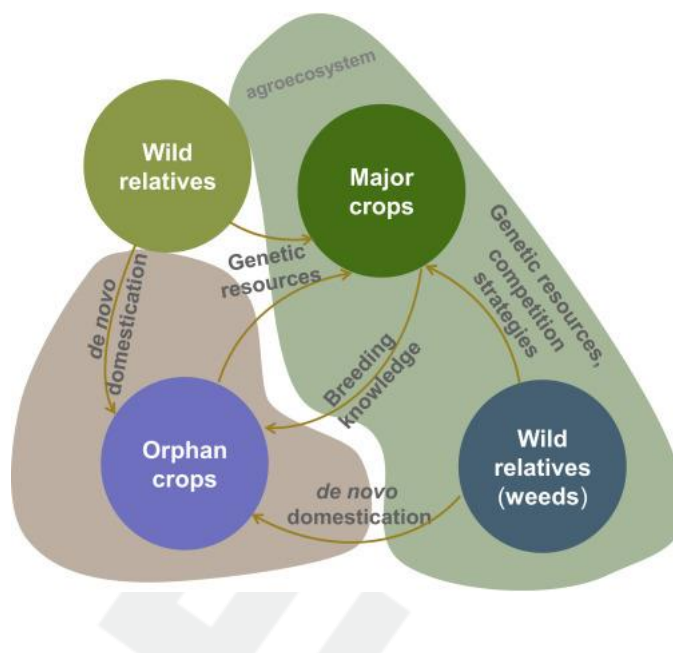 agroecosystem
Wild
relatives
Major
crops
Genetic
resources
Genetic resources,
competition
strategies
de novo
domestication
Breeding
knowledge
Orphan
crops
Wild
relatives
(weeds)
de novo
domestication